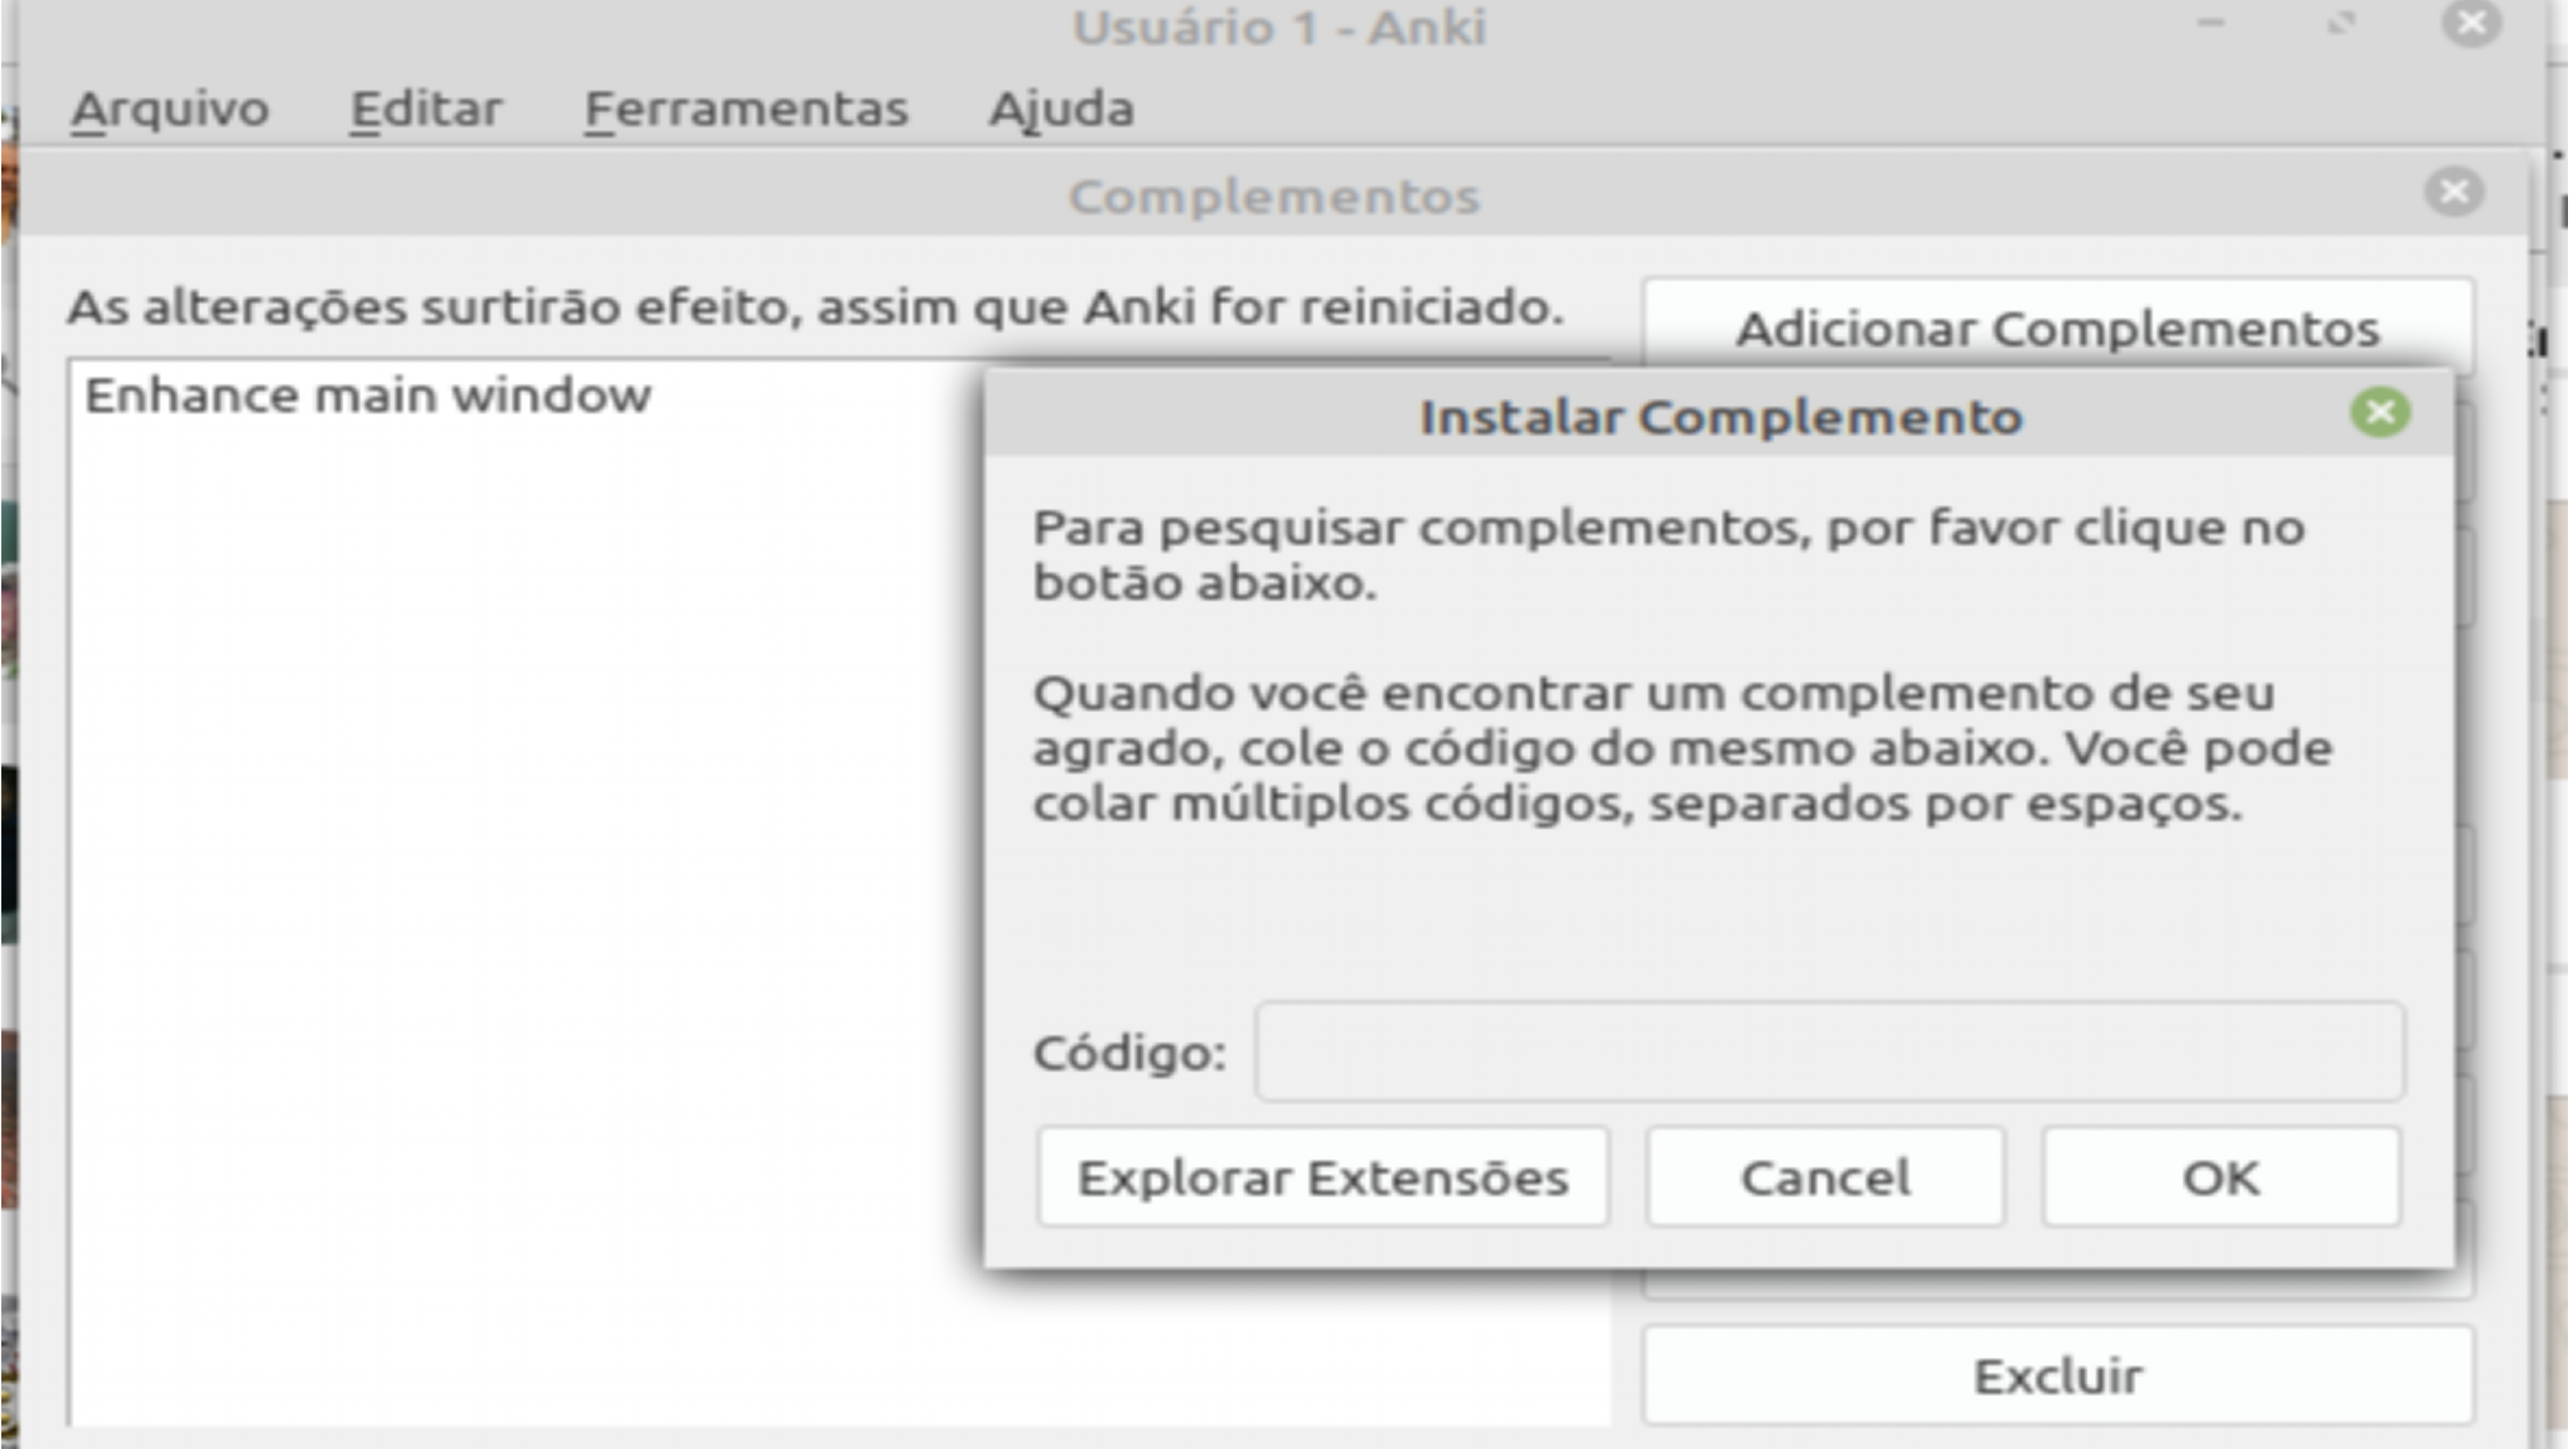 Usuário 1 - Anki
Arquivo Editar Ferramentas Ajuda
Complementos
As alterações surtirão efeito, assim que Anki for reiniciado.
Adicionar Complementos
Enhance main window
Instalar Complemento
Para pesquisar complementos, por favor clique no
botão abaixo.
Quando você encontrar um complemento de seu
agrado, cole o código do mesmo abaixo. Você pode
colar múltiplos códigos, separados por espaços.
Código:
Explorar Extensões Cancel OK
Excluir